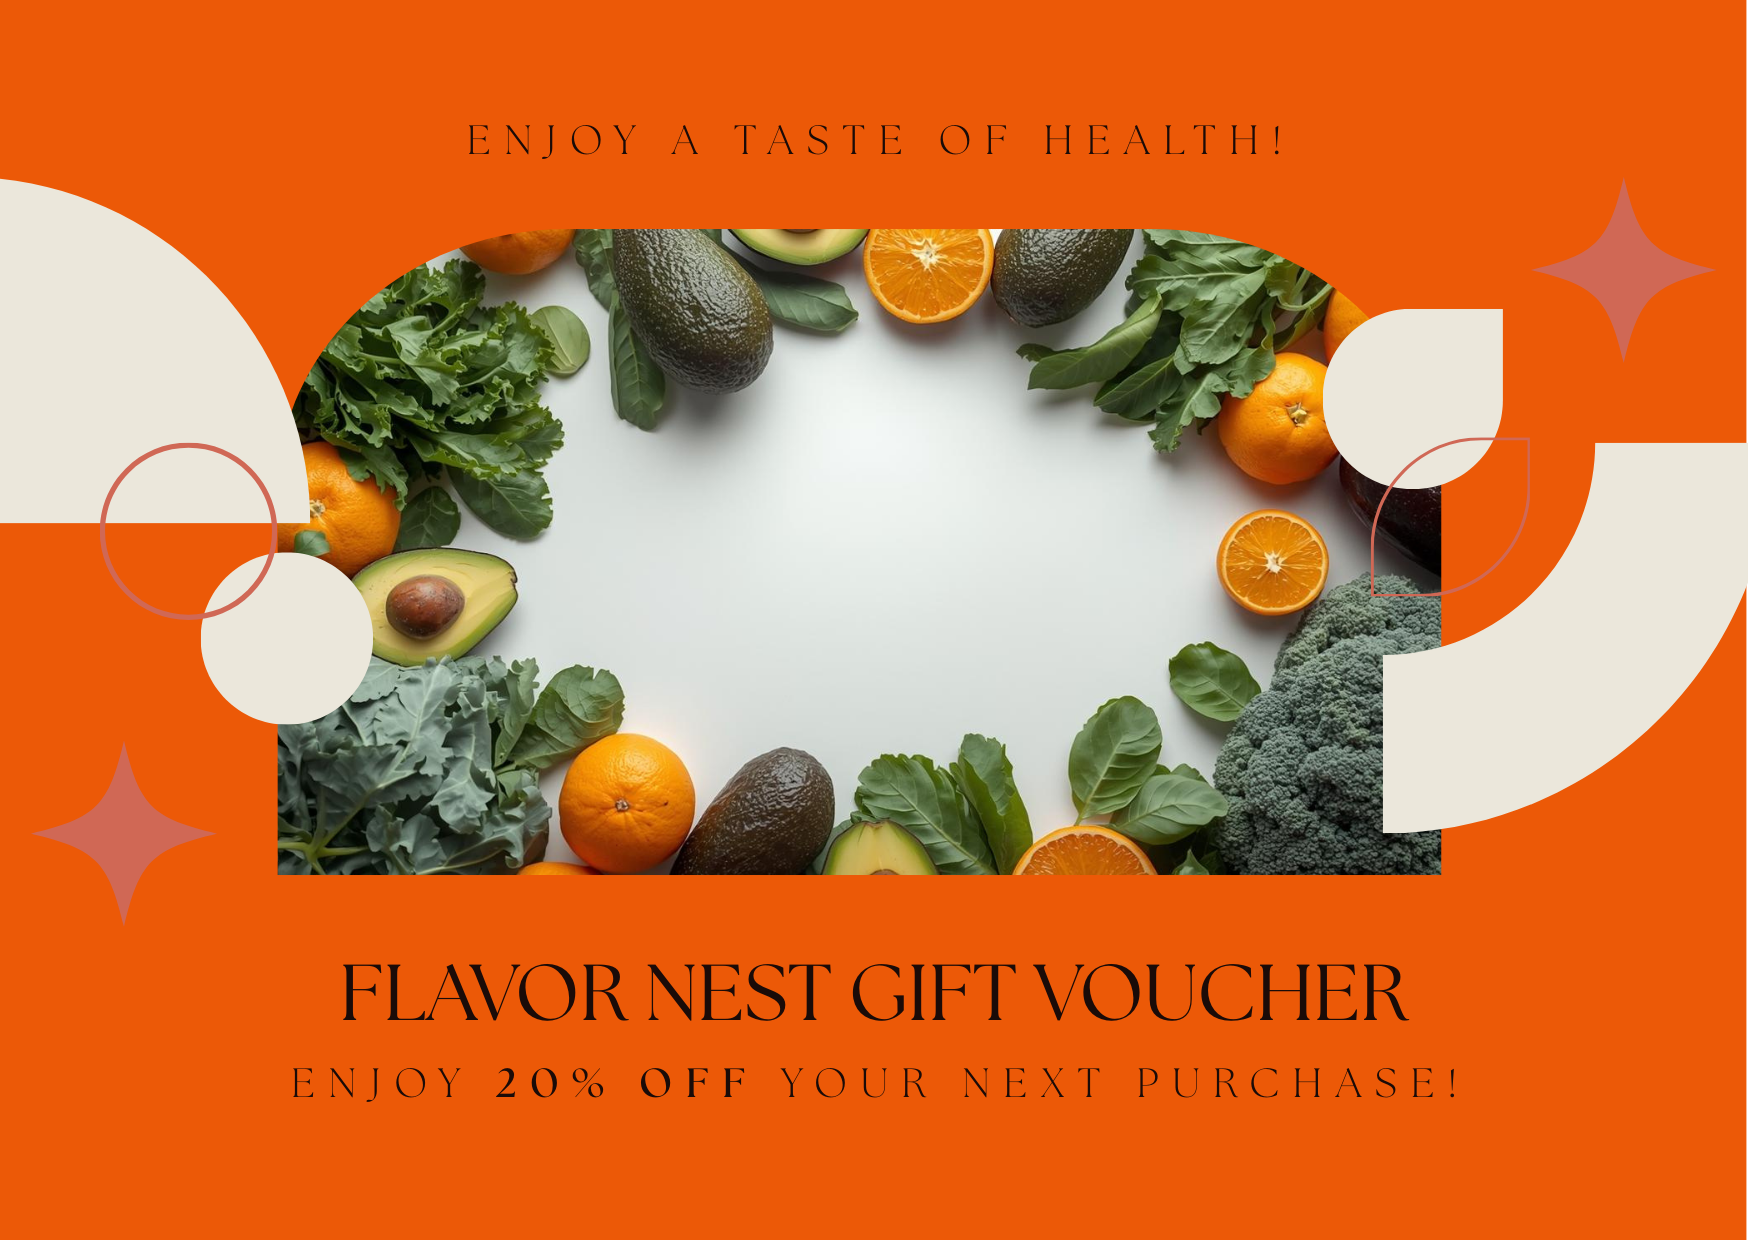 ENJOY A TASTE OF HEALTH!
FLAVOR NEST GIFT VOUCHER
ENJOY 20% OFF YOUR NEXT PURCHASE!